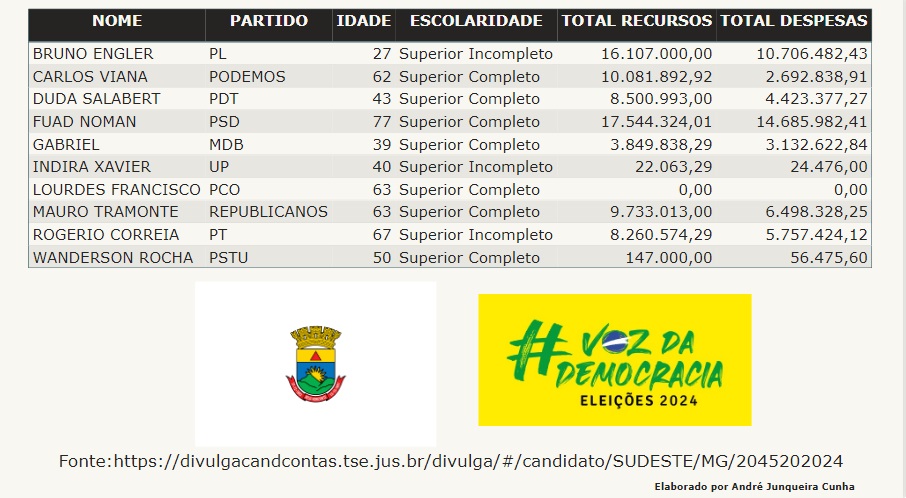 NOME PARTIDO IDADE ESCOLARIDADE TOTAL RECURSOS TOTAL DESPESAS
BRUNO ENGLER PL 27 Superior Incompleto 16.107.000,00 10.706.482,43
CARLOS VIANA PODEMOS 62 Superior Completo 10.081.892,92 2.692.838,91
DUDA SALABERT PDT 43 Superior Completo 8.500.993,00 4.423.377,27
FUAD NOMAN PSD 77 Superior Completo 17.544.324,01 14.685.982,41
GABRIEL MDB 39 Superior Completo 3.849.838,29 3.132.622,84
INDIRA XAVIER UP 40 Superior Incompleto 22.063,29 24.476,00
LOURDES FRANCISCO PCO 63 Superior Completo 0,00 0,00
MAURO TRAMONTE REPUBLICANOS 63 Superior Completo 9.733.013,00 6.498.328,25
ROGERIO CORREIA PT 67 Superior Incompleto 8.260.574,29 5.757.424,12
WANDERSON ROCHA PSTU 50 Superior Completo 147.000,00 56.475,60
# VOZ DA
DEMOCRACIA
ELEIÇÕES 2024
Fonte:https://divulgacandcontas.tse.jus.br/divulga/#/candidato/SUDESTE/MG/2045202024
Elaborado por André Junqueira Cunha